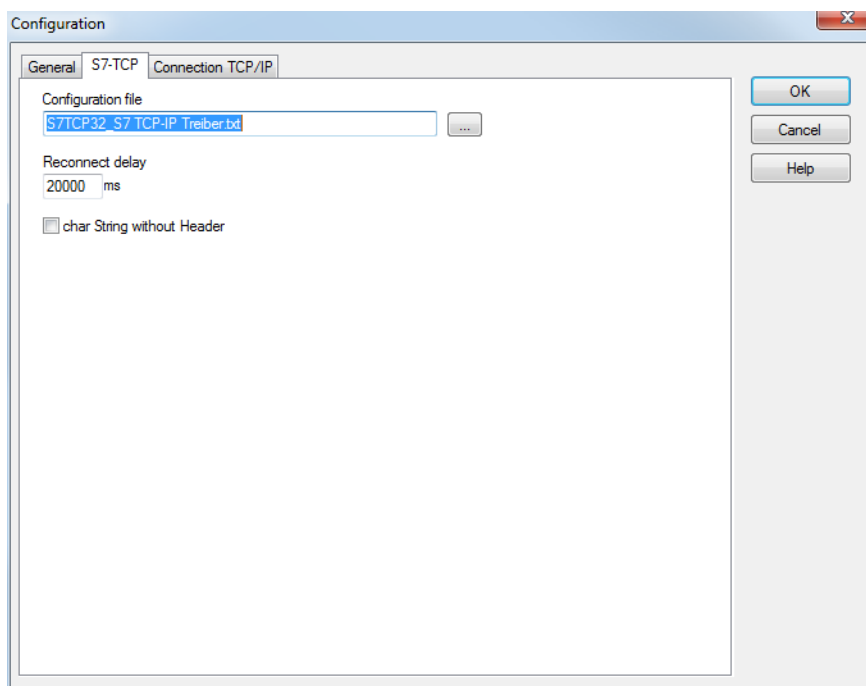 Configuration
X
General S7-TCP Connection TCP/IP
Configuration file
S7TCP32_S7 TCP-IP Treiber.txt
...
Reconnect delay
20000 ms
char String without Header
OK
Cancel
Help